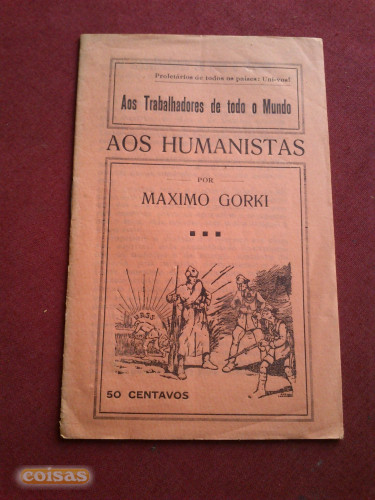 Proletários de todos os países: Uni-vos!
Aos Trabalhadores de todo o Mundo
AOS HUMANISTAS
POR
MAXIMO GORKI
50 CENTAVOS
coisas